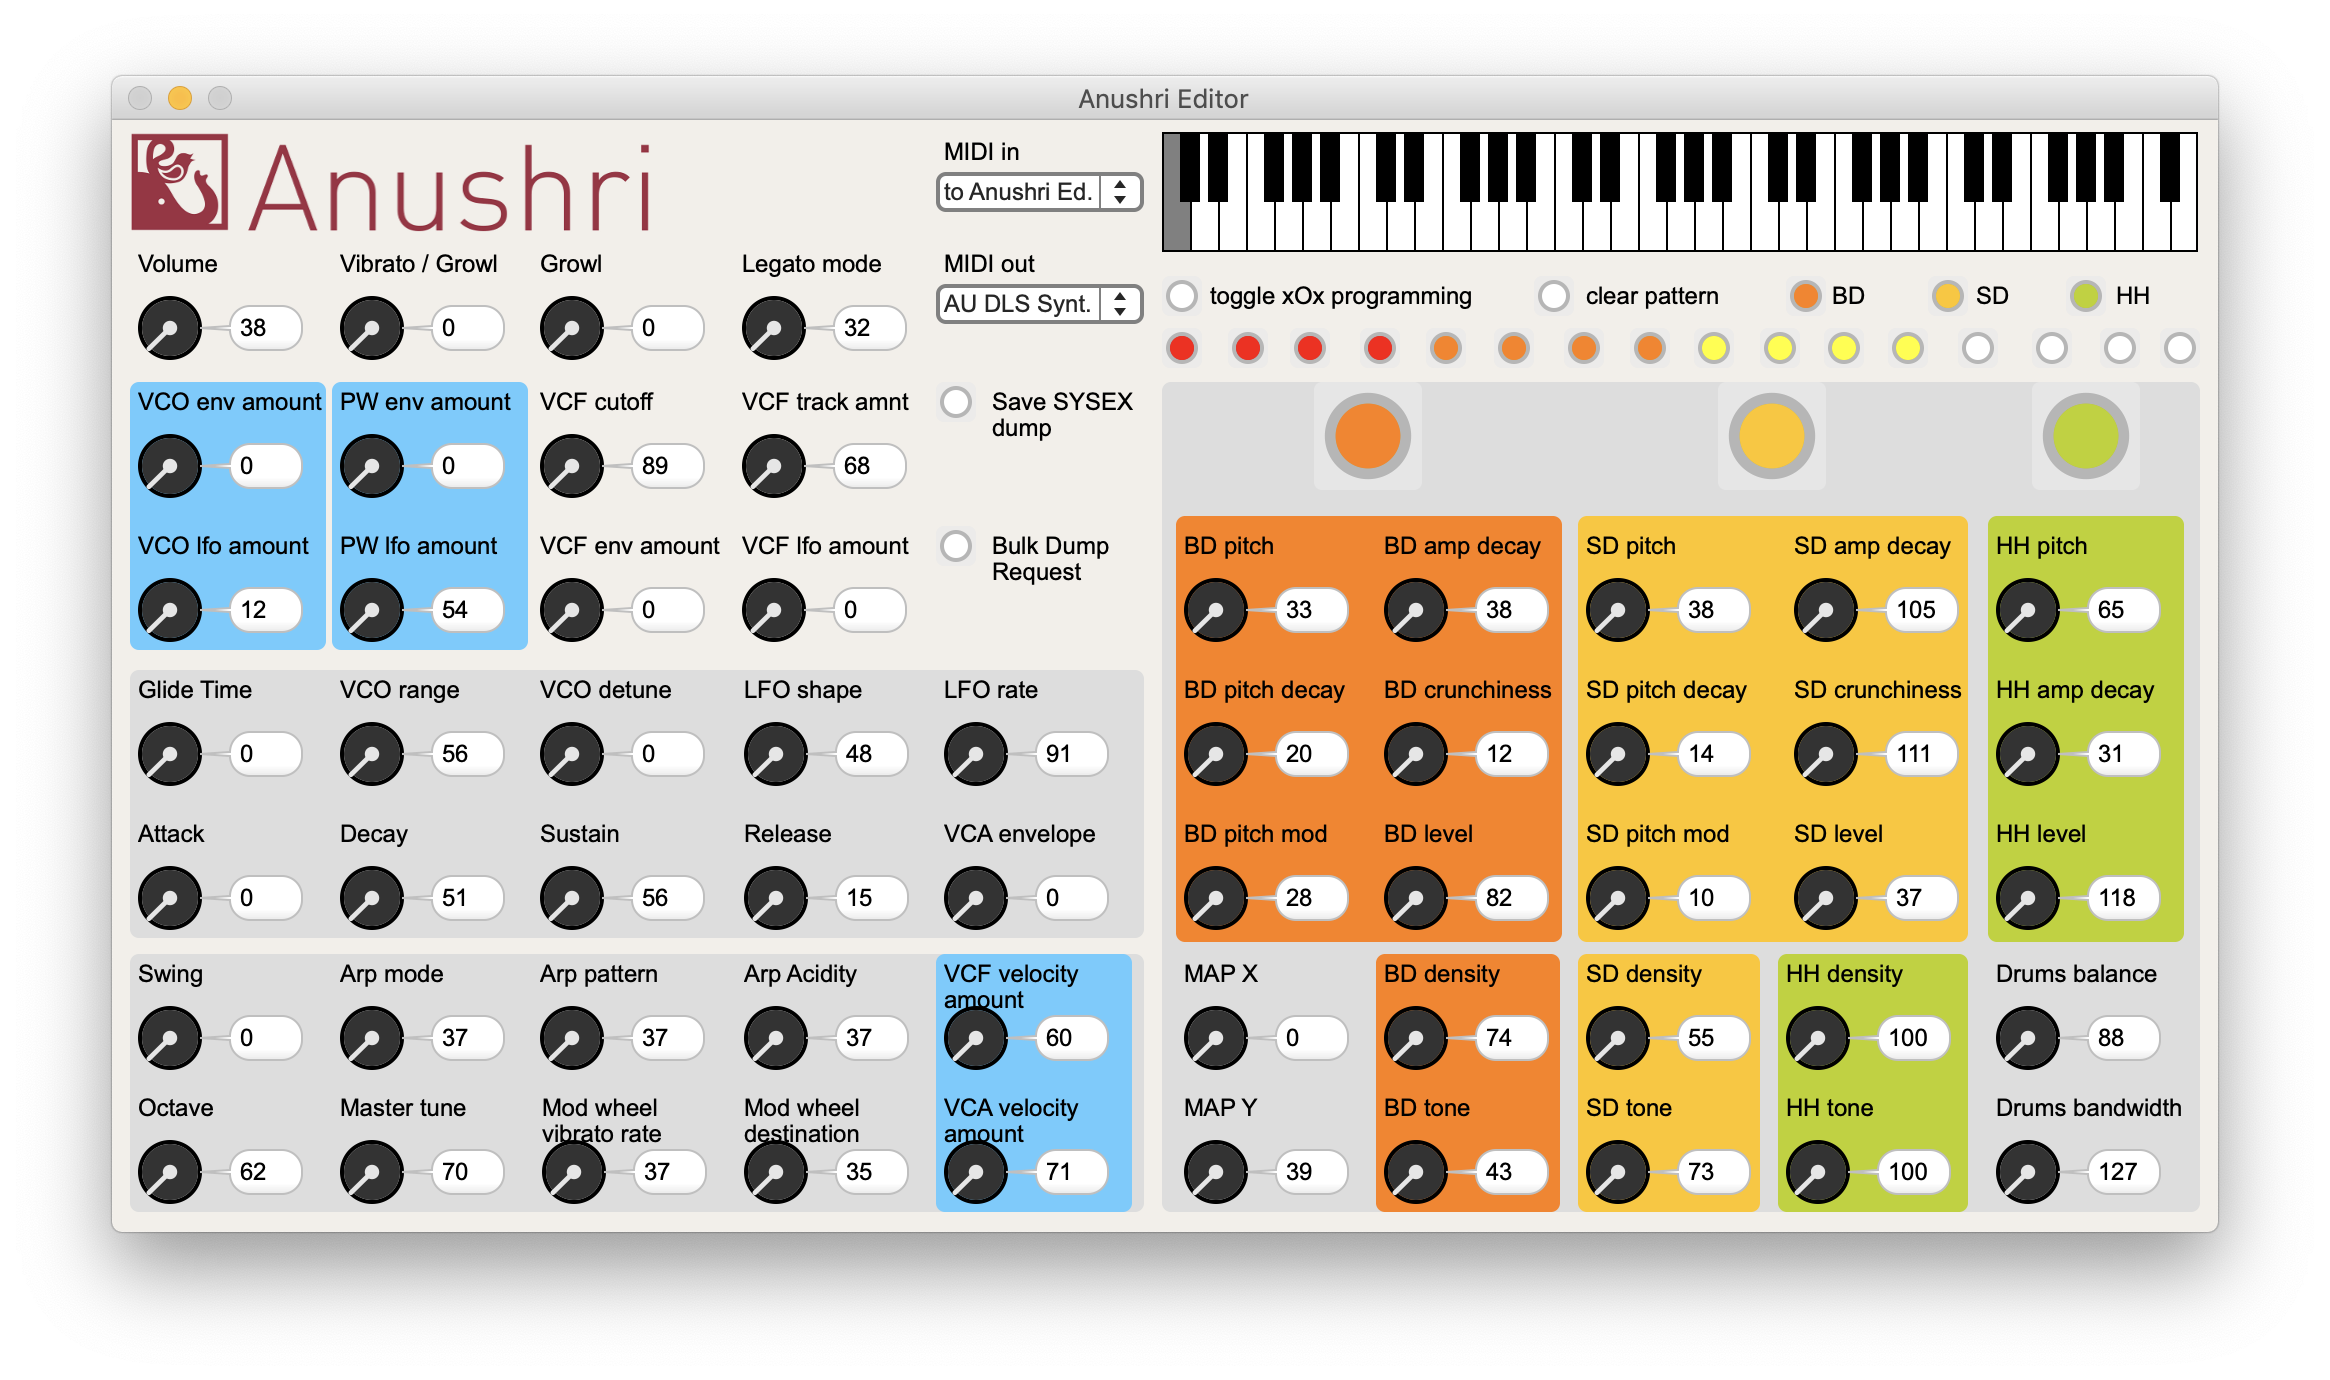 Anushri Editor
Anushri
MIDI in
to Anushri Ed.
Volume
Vibrato / Growl
Growl
Legato mode
MIDI out
AU DLS Synt.
38
0
0
32
toggle xOx programming
clear pattern
BD
SD
HH
VCO env amount
PW env amount
VCF cutoff
VCF track amnt
Save SYSEX
dump
0
0
89
68
VCO lfo amount
PW lfo amount
VCF env amount
VCF lfo amount
Bulk Dump
Request
12
54
0
0
Glide Time
VCO range
VCO detune
LFO shape
LFO rate
0
56
0
48
91
Attack
Decay
Sustain
Release
VCA envelope
0
51
56
15
0
Swing
Arp mode
Arp pattern
Arp Acidity
VCF velocity
amount
0
37
37
37
60
Octave
Master tune
Mod wheel
vibrato rate
Mod wheel
destination
VCA velocity
amount
62
70
37
35
71
BD pitch
BD amp decay
SD pitch
SD amp decay
HH pitch
33
38
38
105
65
BD pitch decay
BD crunchiness
SD pitch decay
SD crunchiness
HH amp decay
20
12
14
111
31
BD pitch mod
BD level
SD pitch mod
SD level
HH level
28
82
10
37
118
MAP X
BD density
SD density
HH density
Drums balance
0
74
55
100
88
MAP Y
BD tone
SD tone
HH tone
Drums bandwidth
39
43
73
100
127